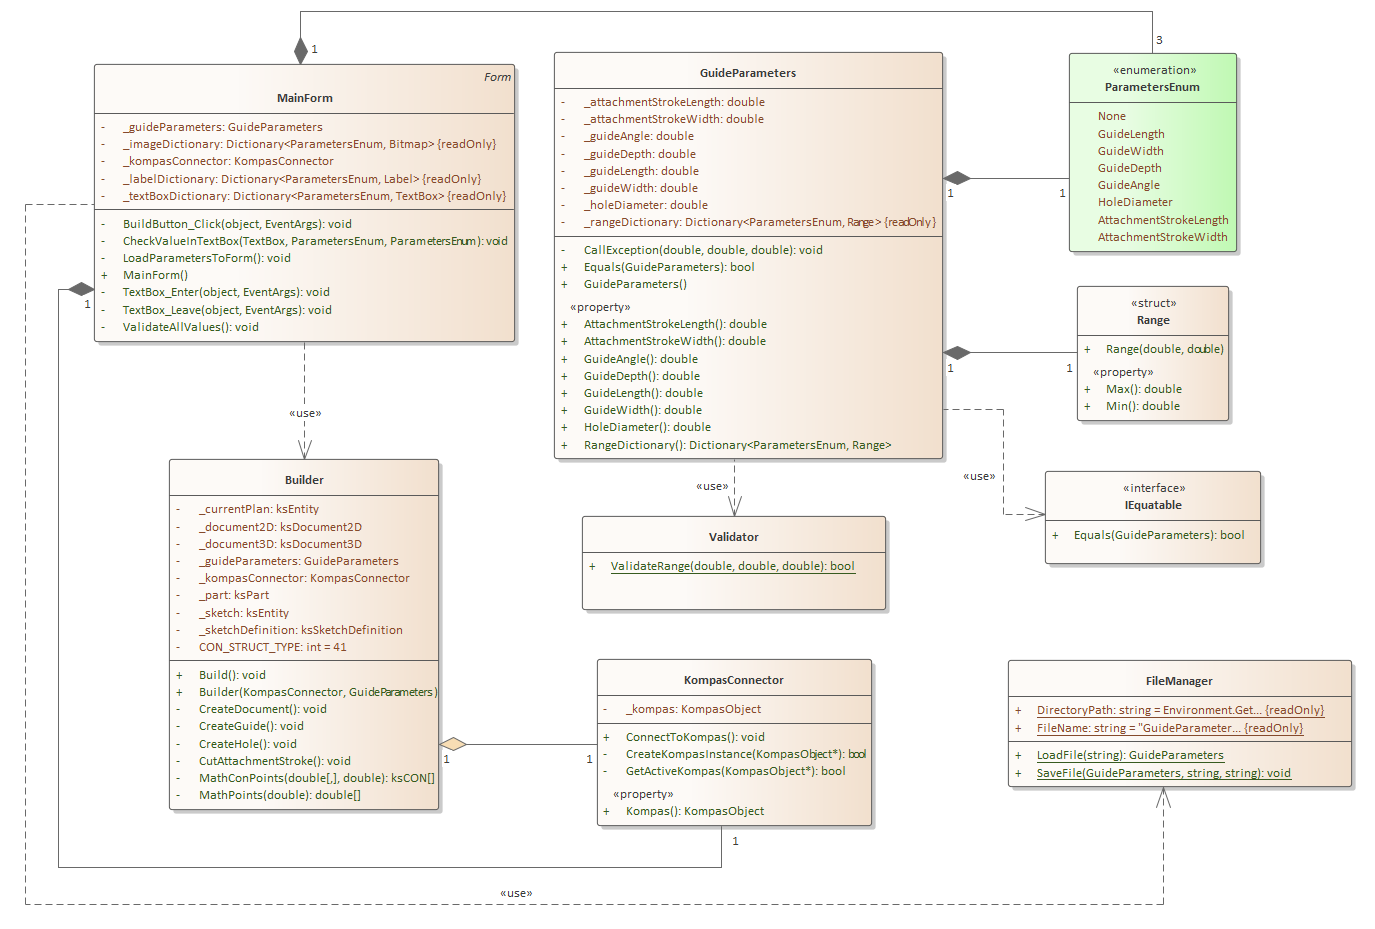 1
3
Form
MainForm
- _guideParameters: GuideParameters
- _imageDictionary: Dictionary<ParametersEnum, Bitmap> {readOnly}
- _kompasConnector: KompasConnector
- _labelDictionary: Dictionary<ParametersEnum, Label> {readOnly}
- _textBoxDictionary: Dictionary<ParametersEnum, TextBox> {readOnly}
- BuildButton_Click(object, EventArgs): void
- CheckValueInTextBox(TextBox, ParametersEnum, ParametersEnum): void
- LoadParametersToForm(): void
+ MainForm()
- TextBox_Enter(object, EventArgs): void
- TextBox_Leave(object, EventArgs): void
- ValidateAllValues(): void
1
GuideParameters
- _attachmentStrokeLength: double
- _attachmentStrokeWidth: double
- _guideAngle: double
- _guideDepth: double
- _guideLength: double
- _guideWidth: double
- _holeDiameter: double
- _rangeDictionary: Dictionary<ParametersEnum, Range> {readOnly}
- CallException(double, double, double): void
+ Equals(GuideParameters): bool
+ GuideParameters()
«property»
+ AttachmentStrokeLength(): double
+ AttachmentStrokeWidth(): double
+ GuideAngle(): double
+ GuideDepth(): double
+ GuideLength(): double
+ GuideWidth(): double
+ HoleDiameter(): double
+ RangeDictionary(): Dictionary<ParametersEnum, Range>
1
1
1
1
«enumeration»
ParametersEnum
None
GuideLength
GuideWidth
GuideDepth
GuideAngle
HoleDiameter
AttachmentStrokeLength
AttachmentStrokeWidth
«struct»
Range
+ Range(double, double)
«property»
+ Max(): double
+ Min(): double
«use»
«use»
«use»
«interface»
IEquatable
+ Equals(GuideParameters): bool
Validator
+ ValidateRange(double, double, double): bool
Builder
- _currentPlan: ksEntity
- _document2D: ksDocument2D
- _document3D: ksDocument3D
- _guideParameters: GuideParameters
- _kompasConnector: KompasConnector
- _part: ksPart
- _sketch: ksEntity
- _sketchDefinition: ksSketchDefinition
- CON_STRUCT_TYPE: int = 41
+ Build(): void
+ Builder(KompasConnector, GuideParameters)
- CreateDocument(): void
- CreateGuide(): void
- CreateHole(): void
- CutAttachmentStroke(): void
- MathConPoints(double[,], double): ksCON[]
- MathPoints(double): double[]
1
1
KompasConnector
- _kompas: KompasObject
+ ConnectToKompas(): void
- CreateKompasInstance(KompasObject*): bool
- GetActiveKompas(KompasObject*): bool
«property»
+ Kompas(): KompasObject
1
FileManager
+ DirectoryPath: string = Environment.Get... {readOnly}
+ FileName: string = "GuideParameter... {readOnly}
+ LoadFile(string): GuideParameters
+ SaveFile(GuideParameters, string, string): void
«use»